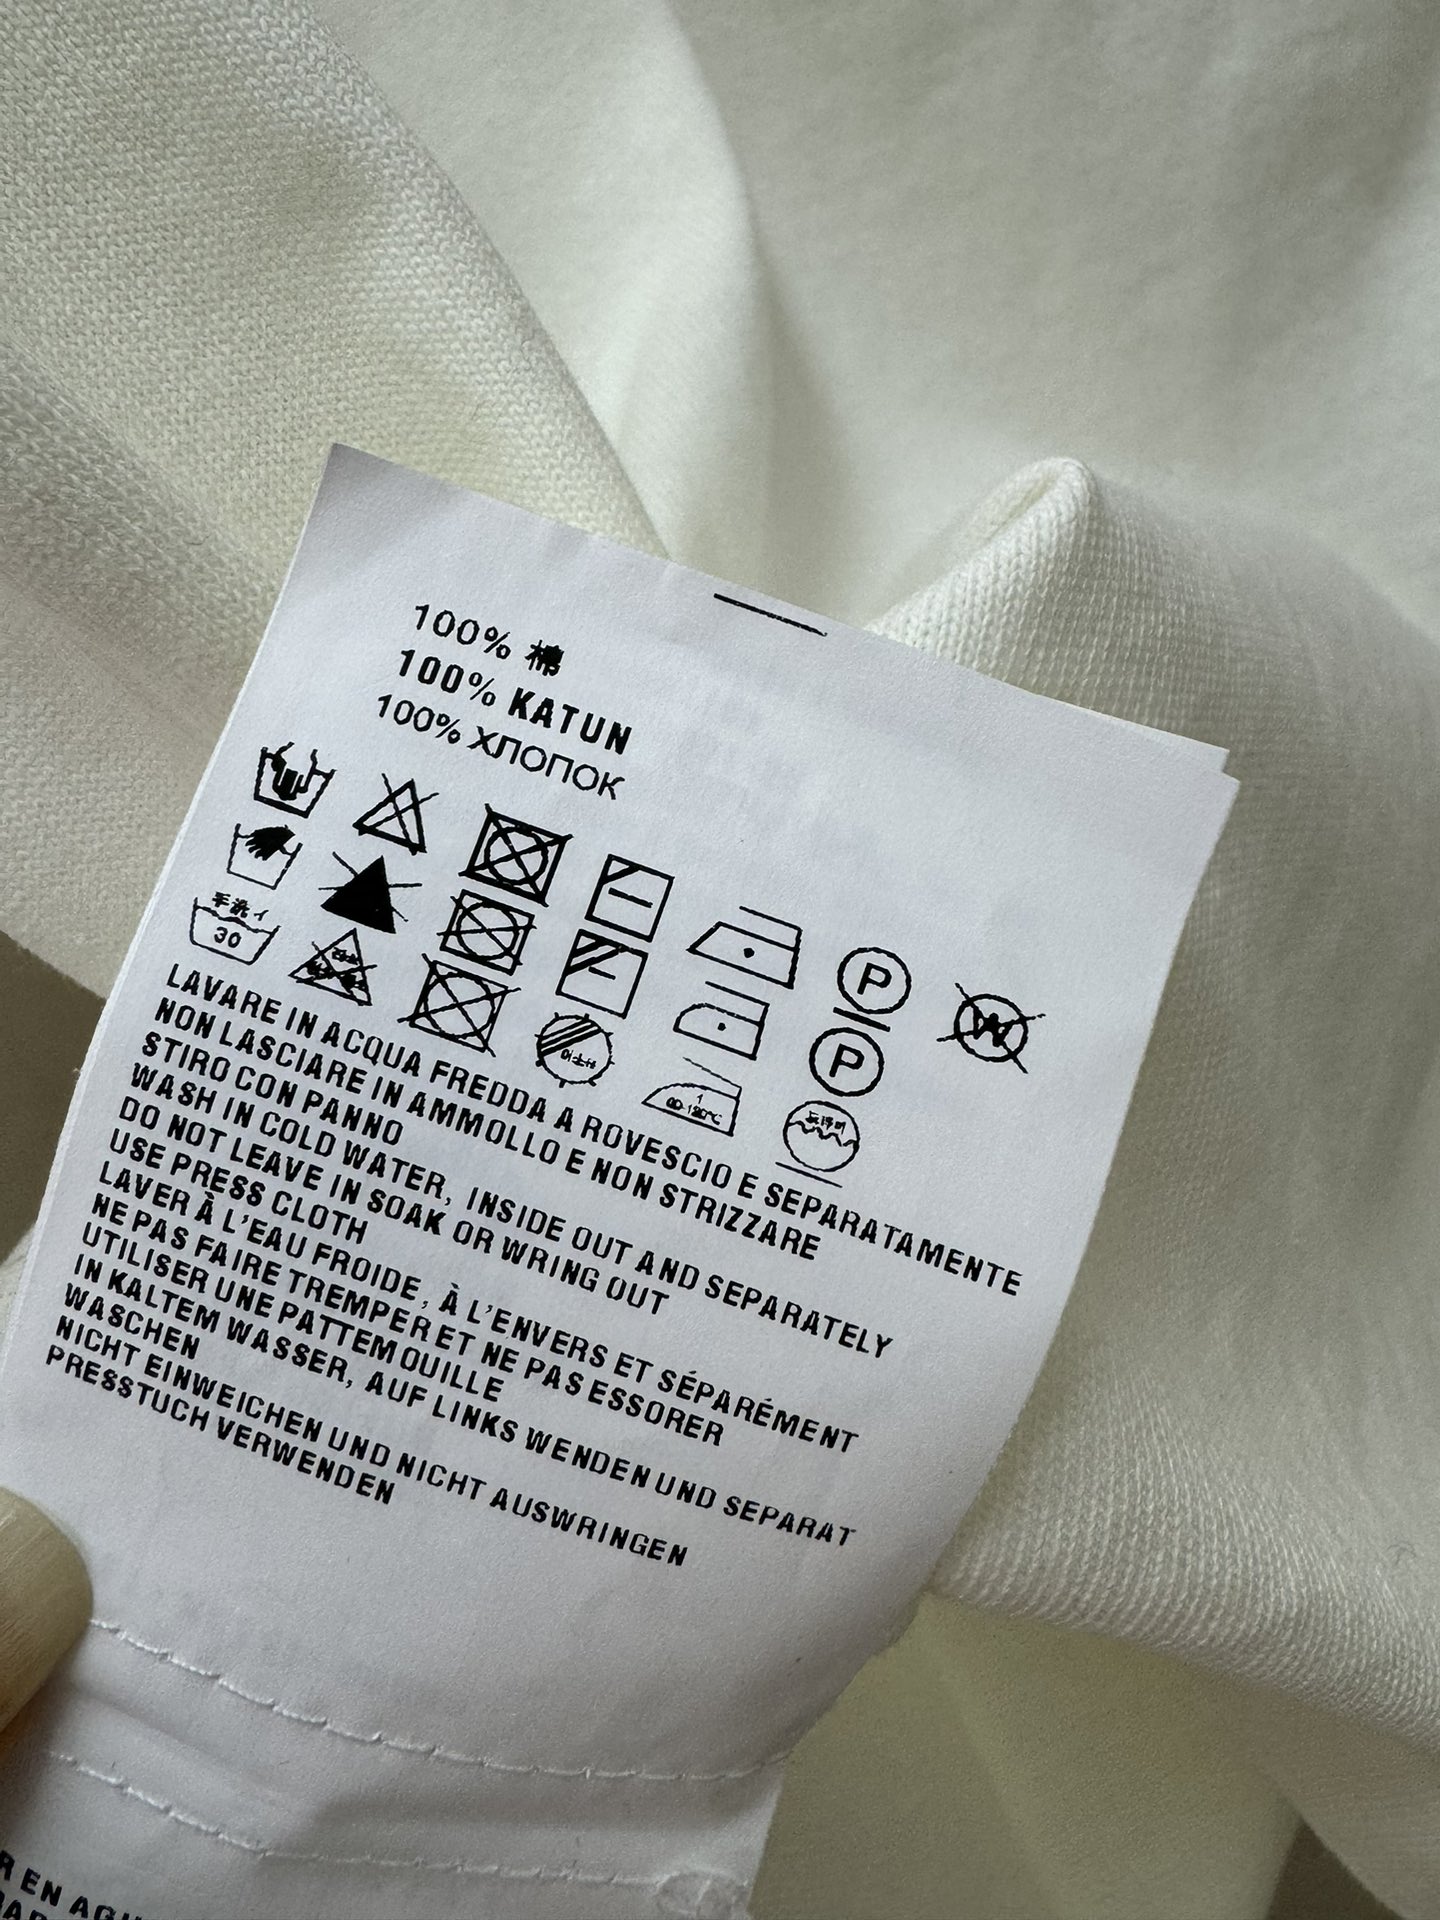 100% 棉
100% KATUN
100% ХЛОПОК
手洗イ
30
P
W
P
1
LAVARE IN ACQUA FREDDA A ROVESCIO E SEPARATAMENTE
NON LASCIARE IN AMMOLLO E NON STRIZZARE
STIRO CON PANNO
WASH IN COLD WATER, INSIDE OUT AND SEPARATELY
DO NOT LEAVE IN SOAK OR WRING OUT
USE PRESS CLOTH
LAVER À L'EAU FROIDE, À L'ENVERS ET SÉPARÉMENT
NE PAS FAIRE TREMPER ET NE PAS ESSORER
UTILISER UNE PATTEMOUILLE
IN KALTEM WASSER, AUF LINKS WENDEN UND SEPARAT
WASCHEN
NICHT EINWEICHEN UND NICHT AUSWRINGEN
PRESSTUCH VERWENDEN
R EN AGU